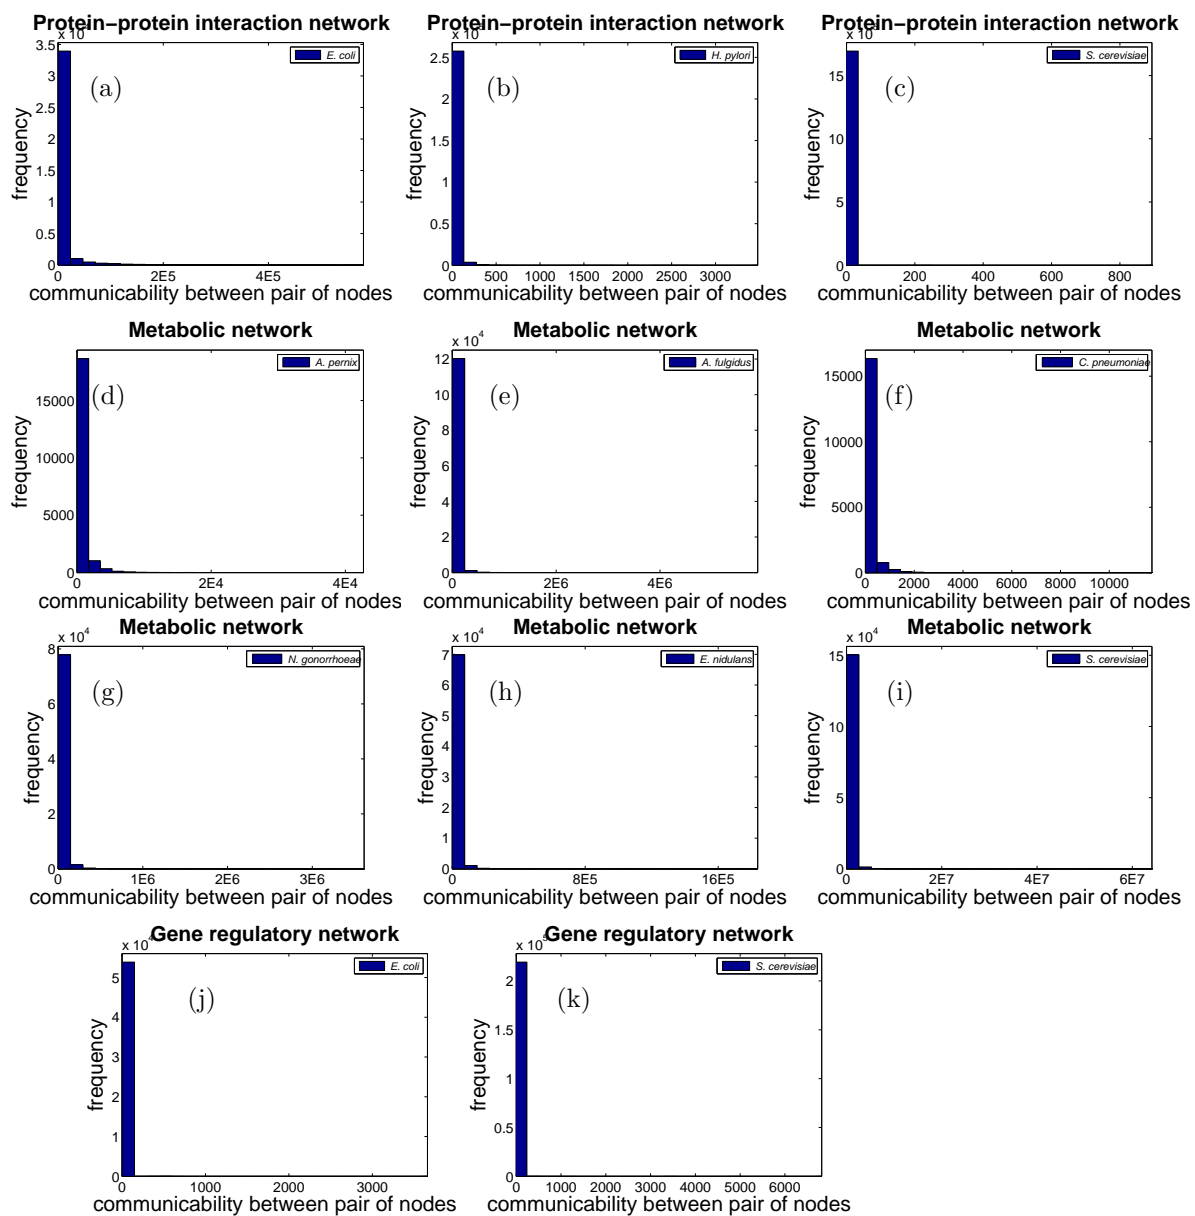 Protein−protein interaction network
x 10
E. coli
(a)
3.5
3
2.5
2
1.5
1
0.5
0
frequency
0 2E5 4E5
communicability between pair of nodes
Protein−protein interaction network
x 10
H. pylori
(b)
2.5
2
1.5
1
0.5
0
frequency
0 500 1000 1500 2000 2500 3000
communicability between pair of nodes
Protein−protein interaction network
x 10
S. cerevisiae
(c)
15
10
5
0
frequency
0 200 400 600 800
communicability between pair of nodes
Metabolic network
A. pernix
(d)
15000
10000
5000
0
frequency
0 2E4 4E4
communicability between pair of nodes
Metabolic network
x 10^4
A. fulgidus
(e)
12
10
8
6
4
2
0
frequency
0 2E6 4E6
communicability between pair of nodes
Metabolic network
C. pneumoniae
(f)
15000
10000
5000
0
frequency
0 2000 4000 6000 8000 10000
communicability between pair of nodes
Metabolic network
x 10^4
N. gonorrhoeae
(g)
8
6
4
2
0
frequency
0 1E6 2E6 3E6
communicability between pair of nodes
Metabolic network
x 10^4
E. nidulans
(h)
7
6
5
4
3
2
1
0
frequency
0 8E5 16E5
communicability between pair of nodes
Metabolic network
x 10^4
S. cerevisiae
(i)
15
10
5
0
frequency
0 2E7 4E7 6E7
communicability between pair of nodes
Gene regulatory network
x 10^4
E. coli
(j)
5
4
3
2
1
0
frequency
0 1000 2000 3000
communicability between pair of nodes
Gene regulatory network
x 10
S. cerevisiae
(k)
2
1.5
1
0.5
0
frequency
0 1000 2000 3000 4000 5000 6000
communicability between pair of nodes